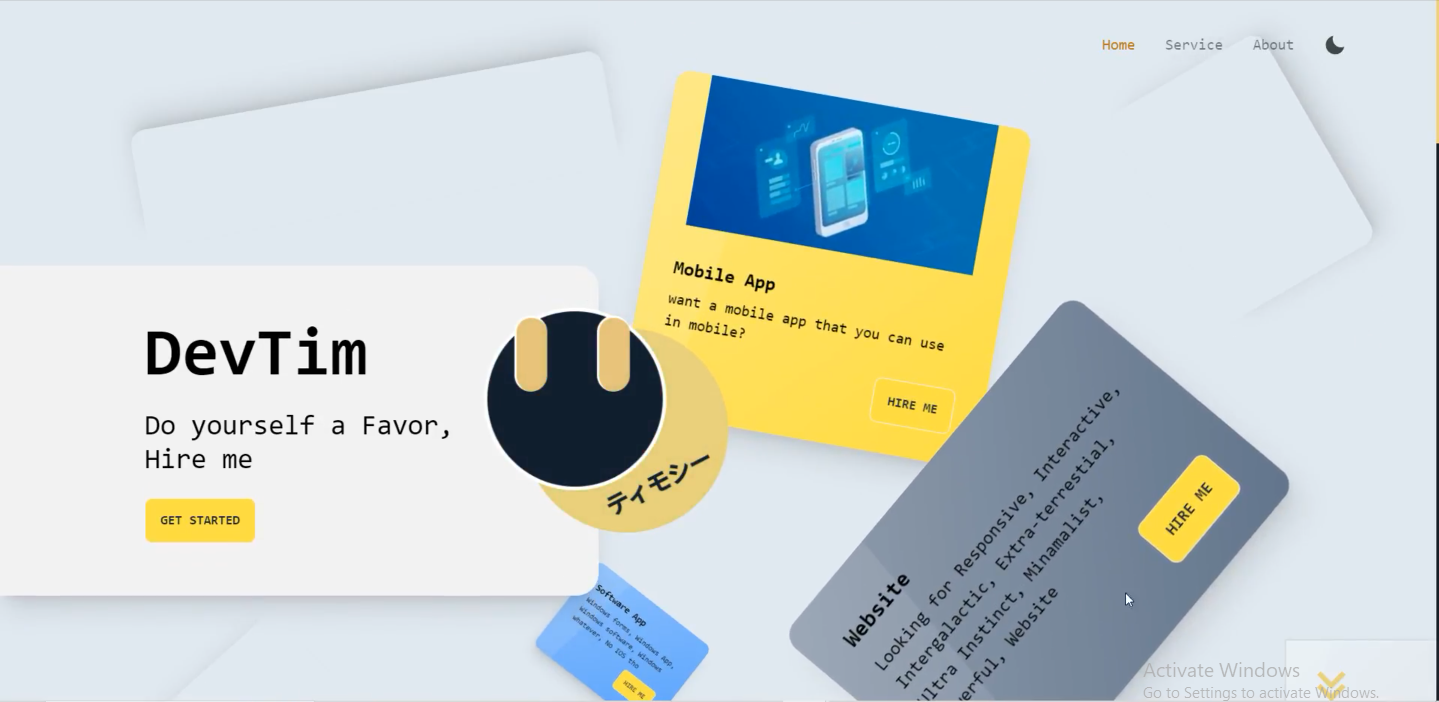 Home Service About
DevTim
Do yourself a Favor,
Hire me
GET STARTED
ティモシー
Mobile App
want a mobile app that you can use
in mobile?
HIRE ME
Software App
Windows forms, Windows App,
Windows software, Windows
whatever, No IOS tho
HIRE ME
Website
Looking for Responsive, Interactive,
Intergalactic, Extra-terrestial,
Ultra Instinct, Minamalist,
Website
HIRE ME
Activate Windows
Go to Settings to activate Windows.